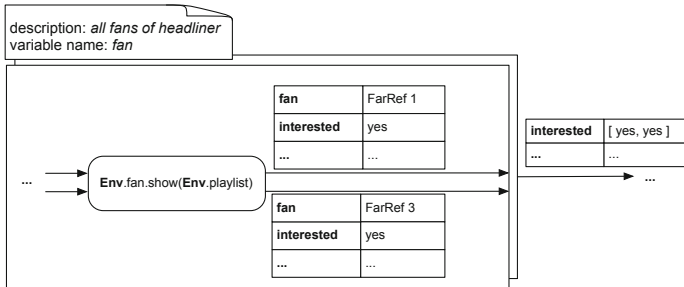 description: all fans of headliner
variable name: fan
fan FarRef 1
interested yes
... ...
interested [ yes, yes ]
... ...
... Env.fan.show(Env.playlist) ...
fan FarRef 3
interested yes
... ...